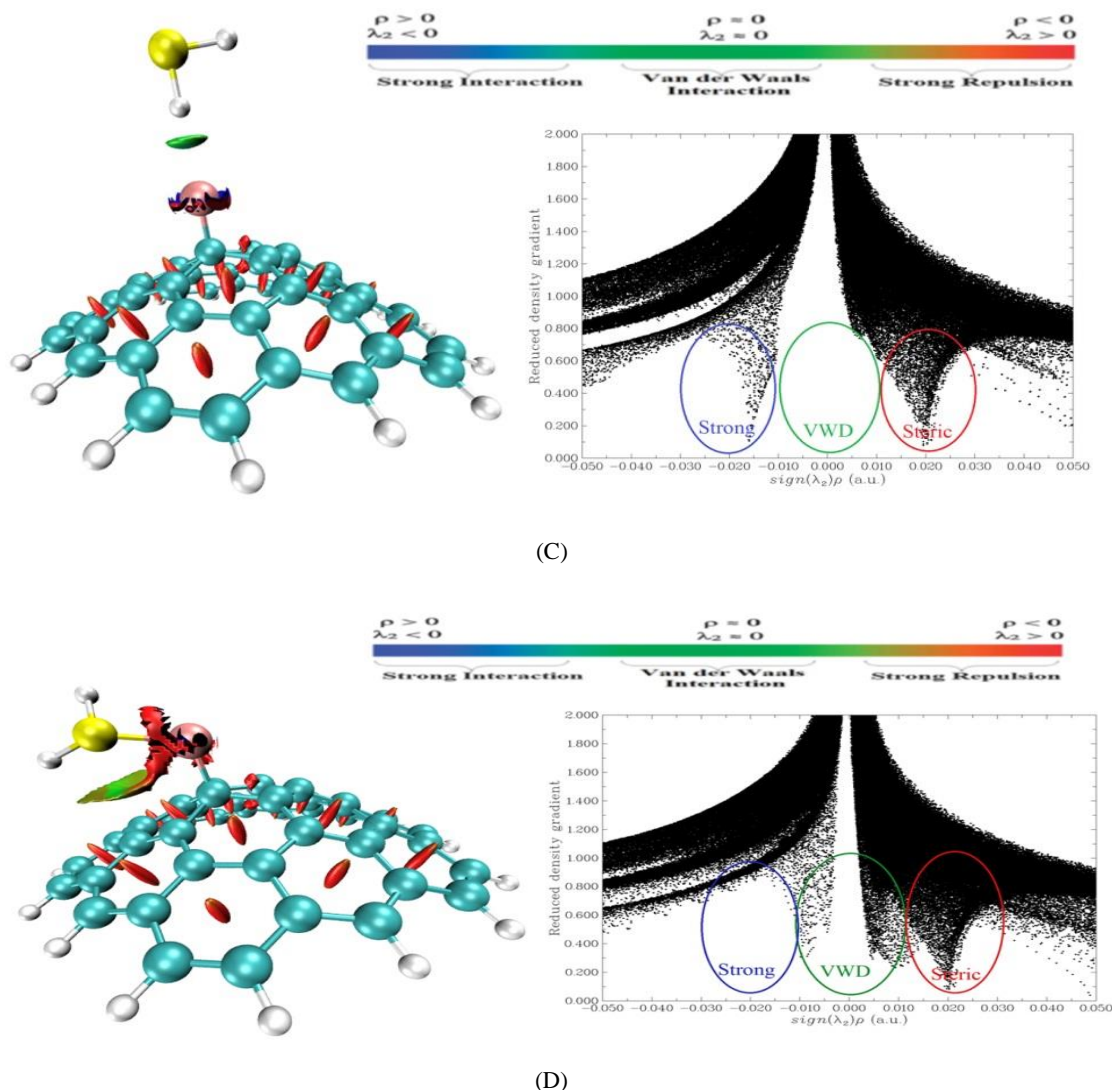 ρ > 0 ρ ≈ 0 ρ < 0
λ₂ < 0 λ₂ ≈ 0 λ₂ > 0
Strong Interaction Van der Waals Interaction Strong Repulsion
2.000
1.800
1.600
1.400
1.200
1.000
0.800
0.600
0.400
0.200
0.000
Reduced density gradient
Strong VWD Steric
−0.050 −0.040 −0.030 −0.020 −0.010 0.000 0.010 0.020 0.030 0.040 0.050
sign(λ₂)ρ (a.u.)
(C)
ρ > 0 ρ ≈ 0 ρ < 0
λ₂ < 0 λ₂ ≈ 0 λ₂ > 0
Strong Interaction Van der Waals Interaction Strong Repulsion
2.000
1.800
1.600
1.400
1.200
1.000
0.800
0.600
0.400
0.200
0.000
Reduced density gradient
Strong VWD Steric
−0.050 −0.040 −0.030 −0.020 −0.010 0.000 0.010 0.020 0.030 0.040 0.050
sign(λ₂)ρ (a.u.)
(D)